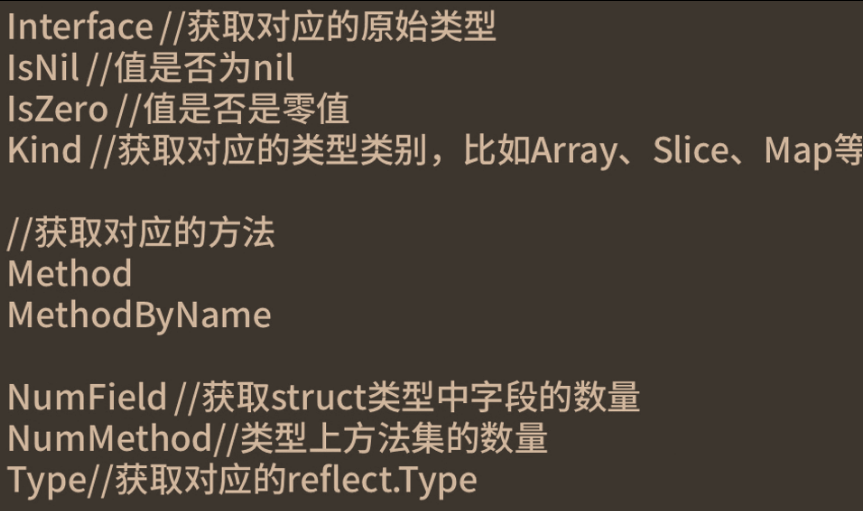 Interface //获取对应的原始类型
IsNil //值是否为nil
IsZero //值是否是零值
Kind //获取对应的类型类别，比如Array、Slice、Map等
//获取对应的方法
Method
MethodByName
NumField //获取struct类型中字段的数量
NumMethod//类型上方法集的数量
Type//获取对应的reflect.Type